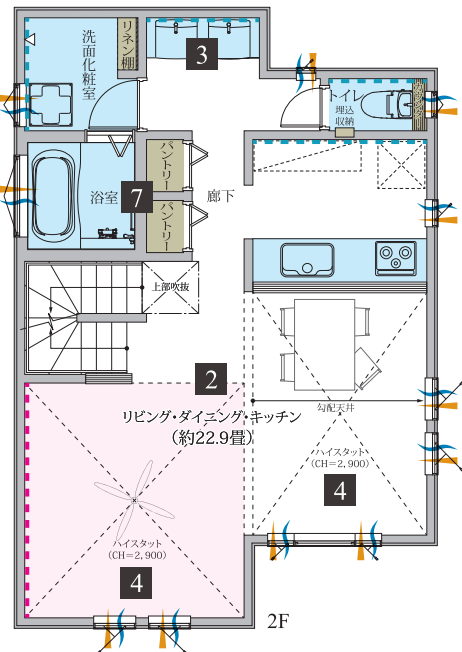 洗面化粧室
リネン棚
3
トイレ
埋込
収納
パントリー
浴室
7
廊下
パントリー
上部吹抜
2
リビング・ダイニング・キッチン
(約22.9畳)
勾配天井
ハイスタット
(CH=2,900)
4
ハイスタット
(CH=2,900)
4
2F